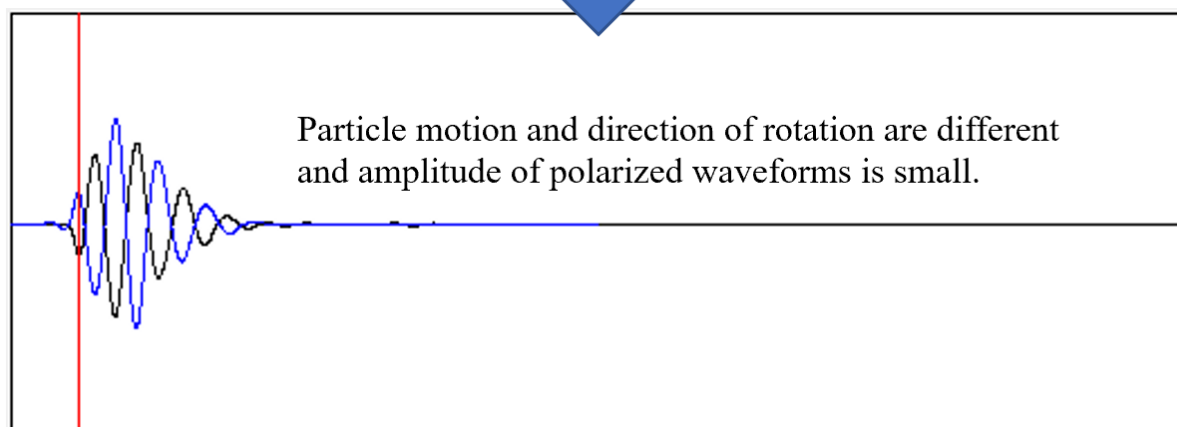 Particle motion and direction of rotation are different
and amplitude of polarized waveforms is small.